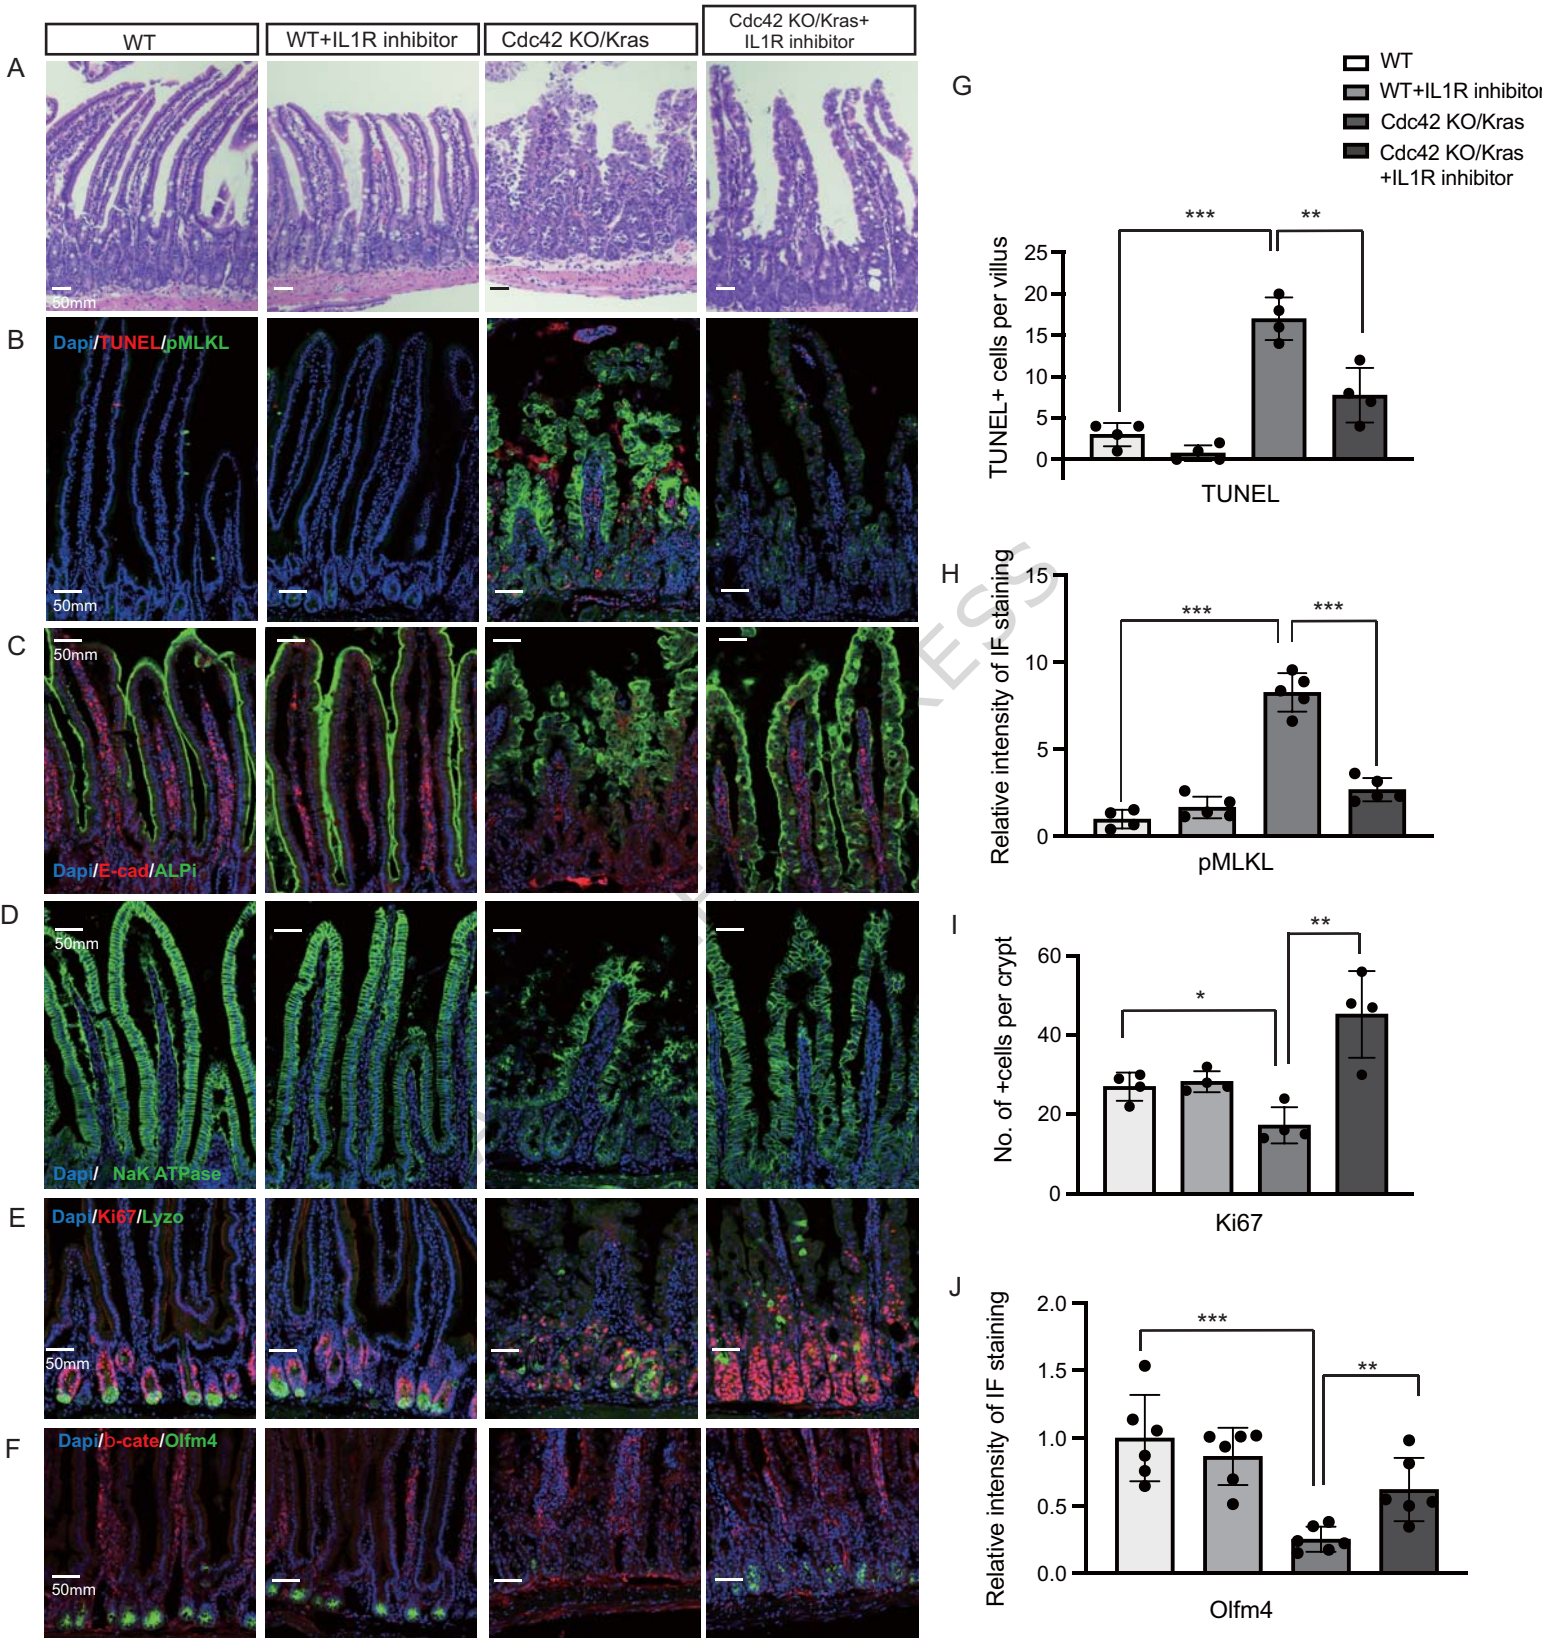 WT
WT+IL1R inhibitor
Cdc42 KO/Kras
Cdc42 KO/Kras+
IL1R inhibitor
A
50mm
B
Dapi/TUNEL/pMLKL
50mm
C
50mm
Dapi/E-cad/ALPi
D
50mm
Dapi/ NaK ATPase
E
Dapi/Ki67/Lyzo
50mm
F
Dapi/b-cate/Olfm4
50mm
WT
WT+IL1R inhibitor
Cdc42 KO/Kras
Cdc42 KO/Kras
+IL1R inhibitor
G
*** **
TUNEL+ cells per villus
25
20
15
10
5
0
TUNEL
H
*** ***
Relative intensity of IF staining
15
10
5
0
pMLKL
I
**
*
No. of +cells per crypt
60
40
20
0
Ki67
J
***
**
Relative intensity of IF staining
2.0
1.5
1.0
0.5
0.0
Olfm4